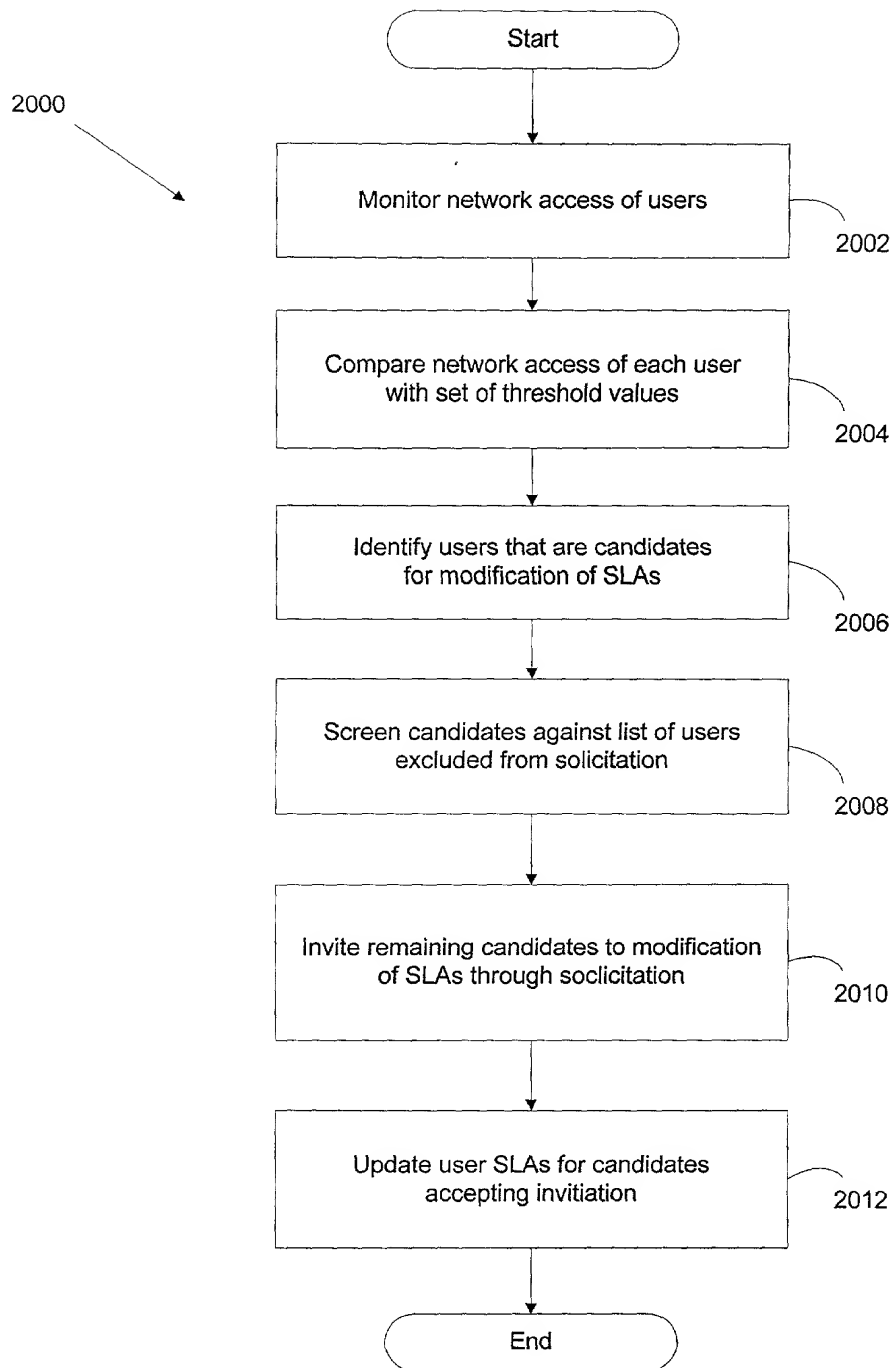 Start
2000
Monitor network access of users
2002
Compare network access of each user
with set of threshold values
2004
Identify users that are candidates
for modification of SLAs
2006
Screen candidates against list of users
excluded from solicitation
2008
Invite remaining candidates to modification
of SLAs through soclicitation
2010
Update user SLAs for candidates
accepting invitiation
2012
End